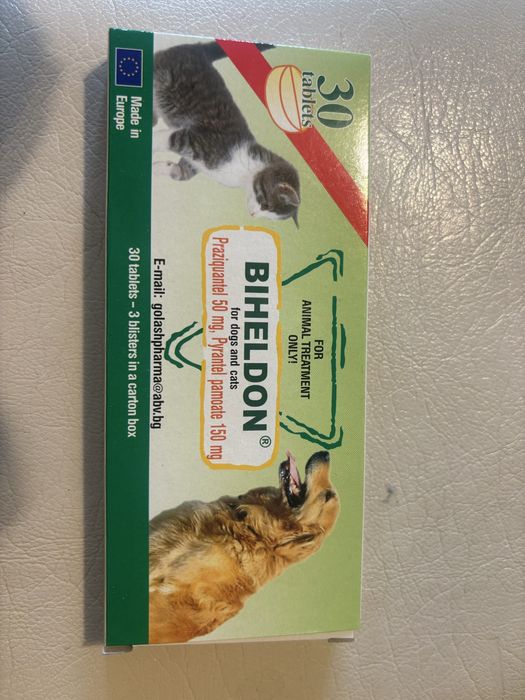 30
tablets
FOR
ANIMAL TREATMENT
ONLY!
BIHELDON®
for dogs and cats
Praziquantel 50 mg, Pyrantel pamoate 150 mg
E-mail: golashpharma@abv.bg
Made in
Europe
30 tablets – 3 blisters in a carton box